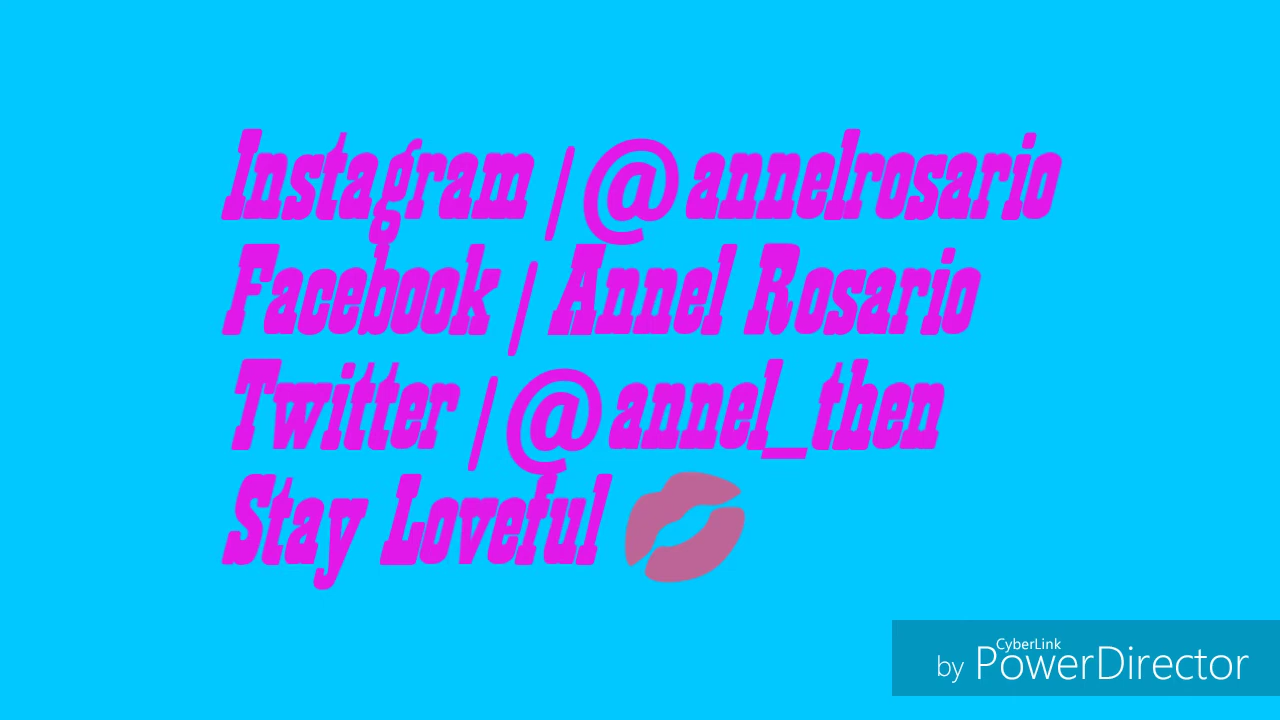 Instagram | @annelrosario
Facebook | Annel Rosario
Twitter | @annel_then
Stay Loveful 💋
CyberLink
by PowerDirector